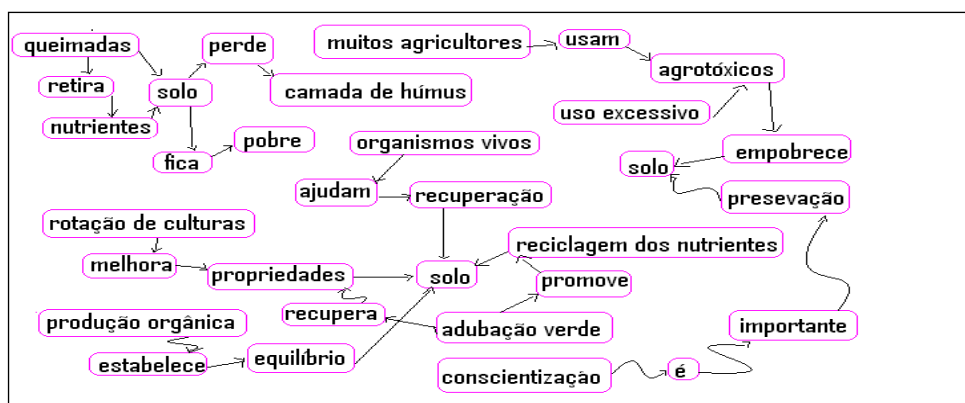 queimadas
retira
nutrientes
solo
perde
camada de húmus
fica
pobre
muitos agricultores
usam
agrotóxicos
uso excessivo
empobrece
solo
presevação
organismos vivos
ajudam
recuperação
rotação de culturas
melhora
propriedades
solo
reciclagem dos nutrientes
promove
recupera
adubação verde
produção orgânica
estabelece
equilíbrio
conscientização
é
importante